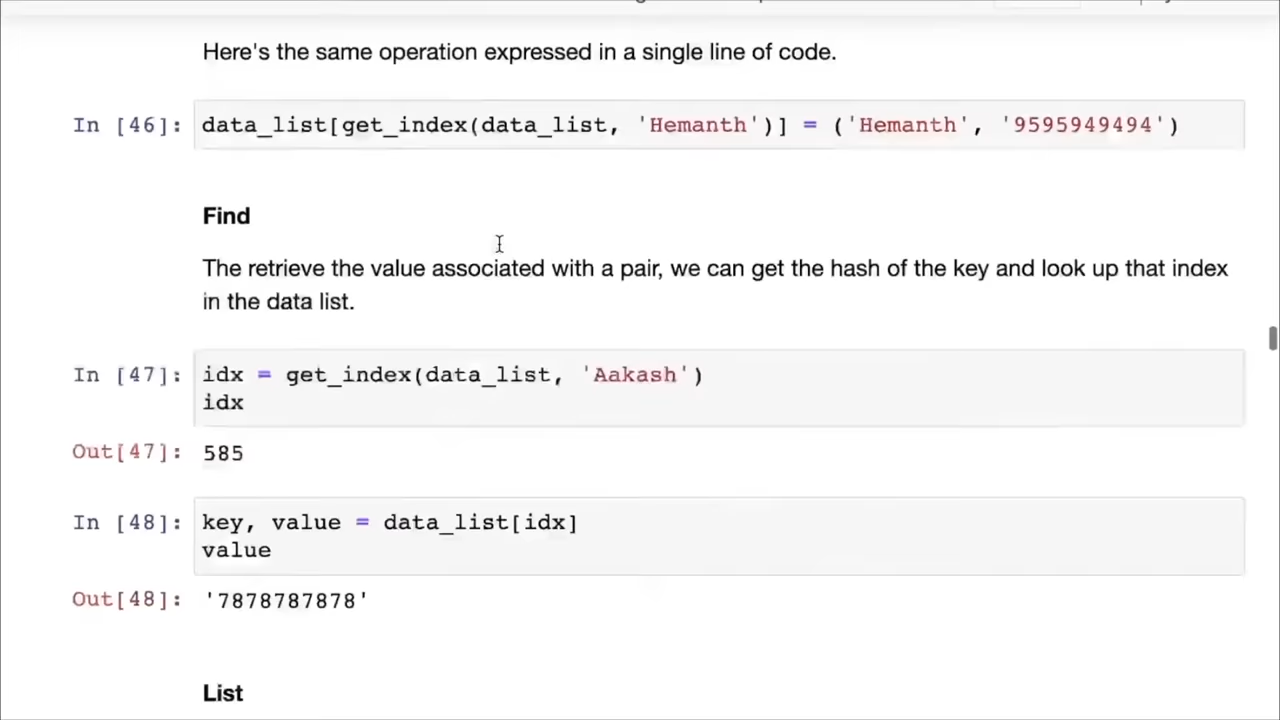 Here's the same operation expressed in a single line of code.
In [46]: data_list[get_index(data_list, 'Hemanth')] = ('Hemanth', '9595949494')
Find
The retrieve the value associated with a pair, we can get the hash of the key and look up that index
in the data list.
In [47]: idx = get_index(data_list, 'Aakash')
idx
Out[47]: 585
In [48]: key, value = data_list[idx]
value
Out[48]: '7878787878'
List